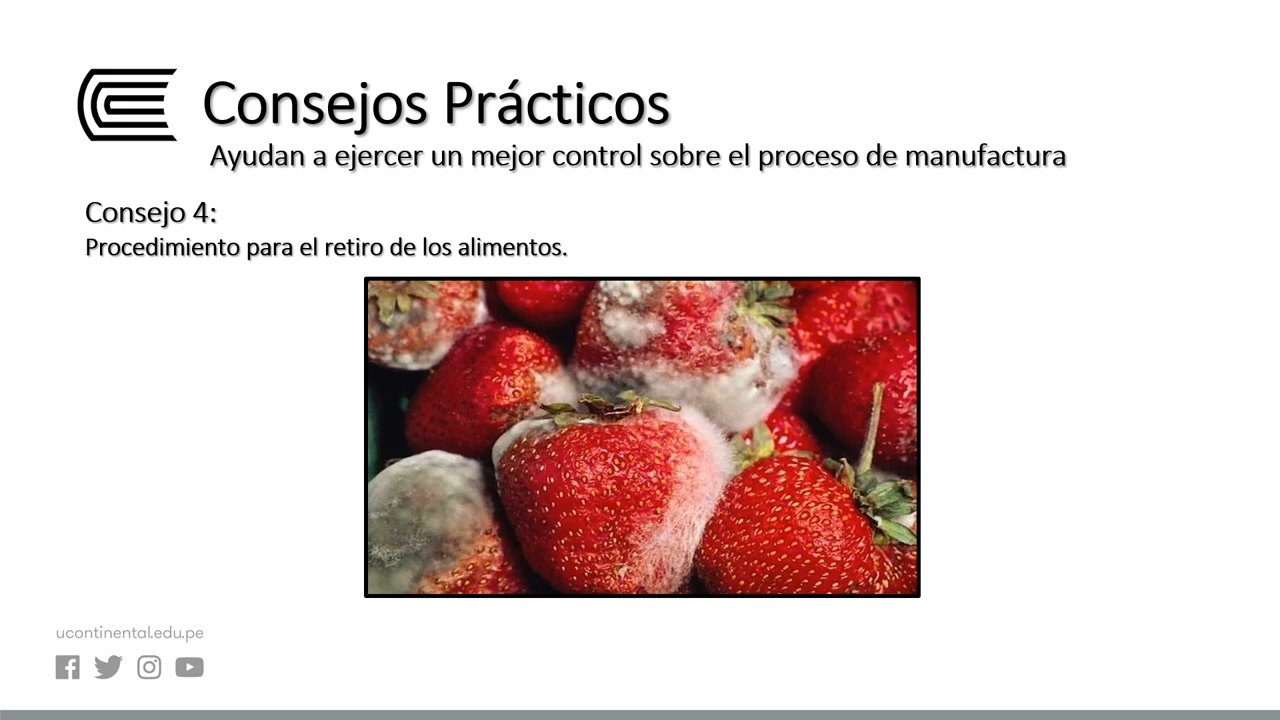 Consejos Prácticos
Ayudan a ejercer un mejor control sobre el proceso de manufactura
Consejo 4:
Procedimiento para el retiro de los alimentos.
ucontinental.edu.pe